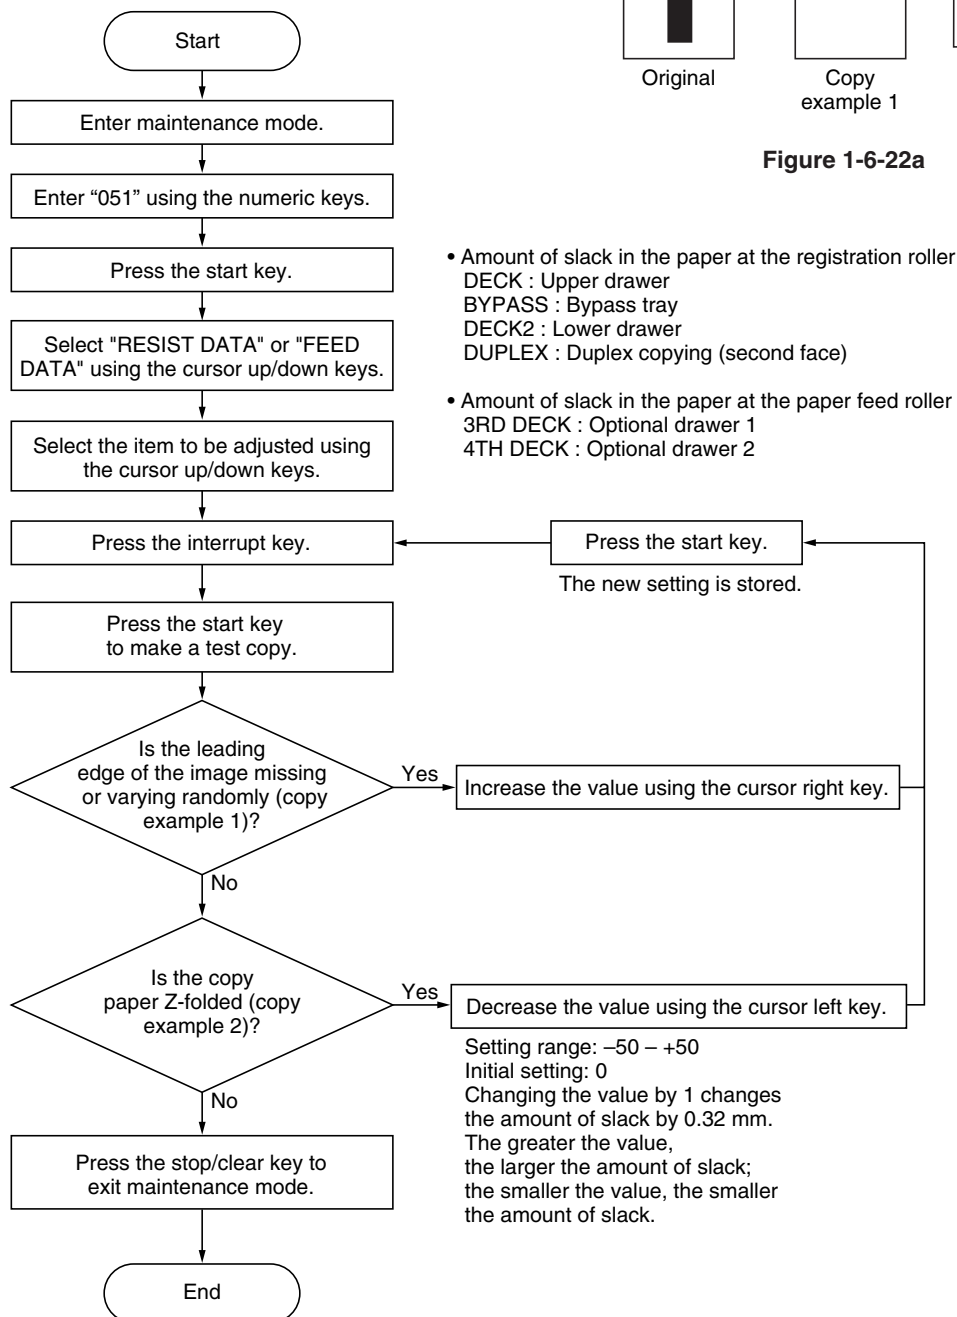 Start
Enter maintenance mode.
Enter “051” using the numeric keys.
Press the start key.
Select "RESIST DATA" or "FEED
DATA" using the cursor up/down keys.
Select the item to be adjusted using
the cursor up/down keys.
Press the interrupt key.
Press the start key
to make a test copy.
Is the leading
edge of the image missing
or varying randomly (copy
example 1)?
Yes
Increase the value using the cursor right key.
No
Is the copy
paper Z-folded (copy
example 2)?
Yes
Decrease the value using the cursor left key.
Setting range: –50 – +50
Initial setting: 0
Changing the value by 1 changes
the amount of slack by 0.32 mm.
The greater the value,
the larger the amount of slack;
the smaller the value, the smaller
the amount of slack.
No
Press the stop/clear key to
exit maintenance mode.
End
Press the start key.
The new setting is stored.
Original
Copy
example 1
Figure 1-6-22a
• Amount of slack in the paper at the registration roller
DECK : Upper drawer
BYPASS : Bypass tray
DECK2 : Lower drawer
DUPLEX : Duplex copying (second face)
• Amount of slack in the paper at the paper feed roller
3RD DECK : Optional drawer 1
4TH DECK : Optional drawer 2